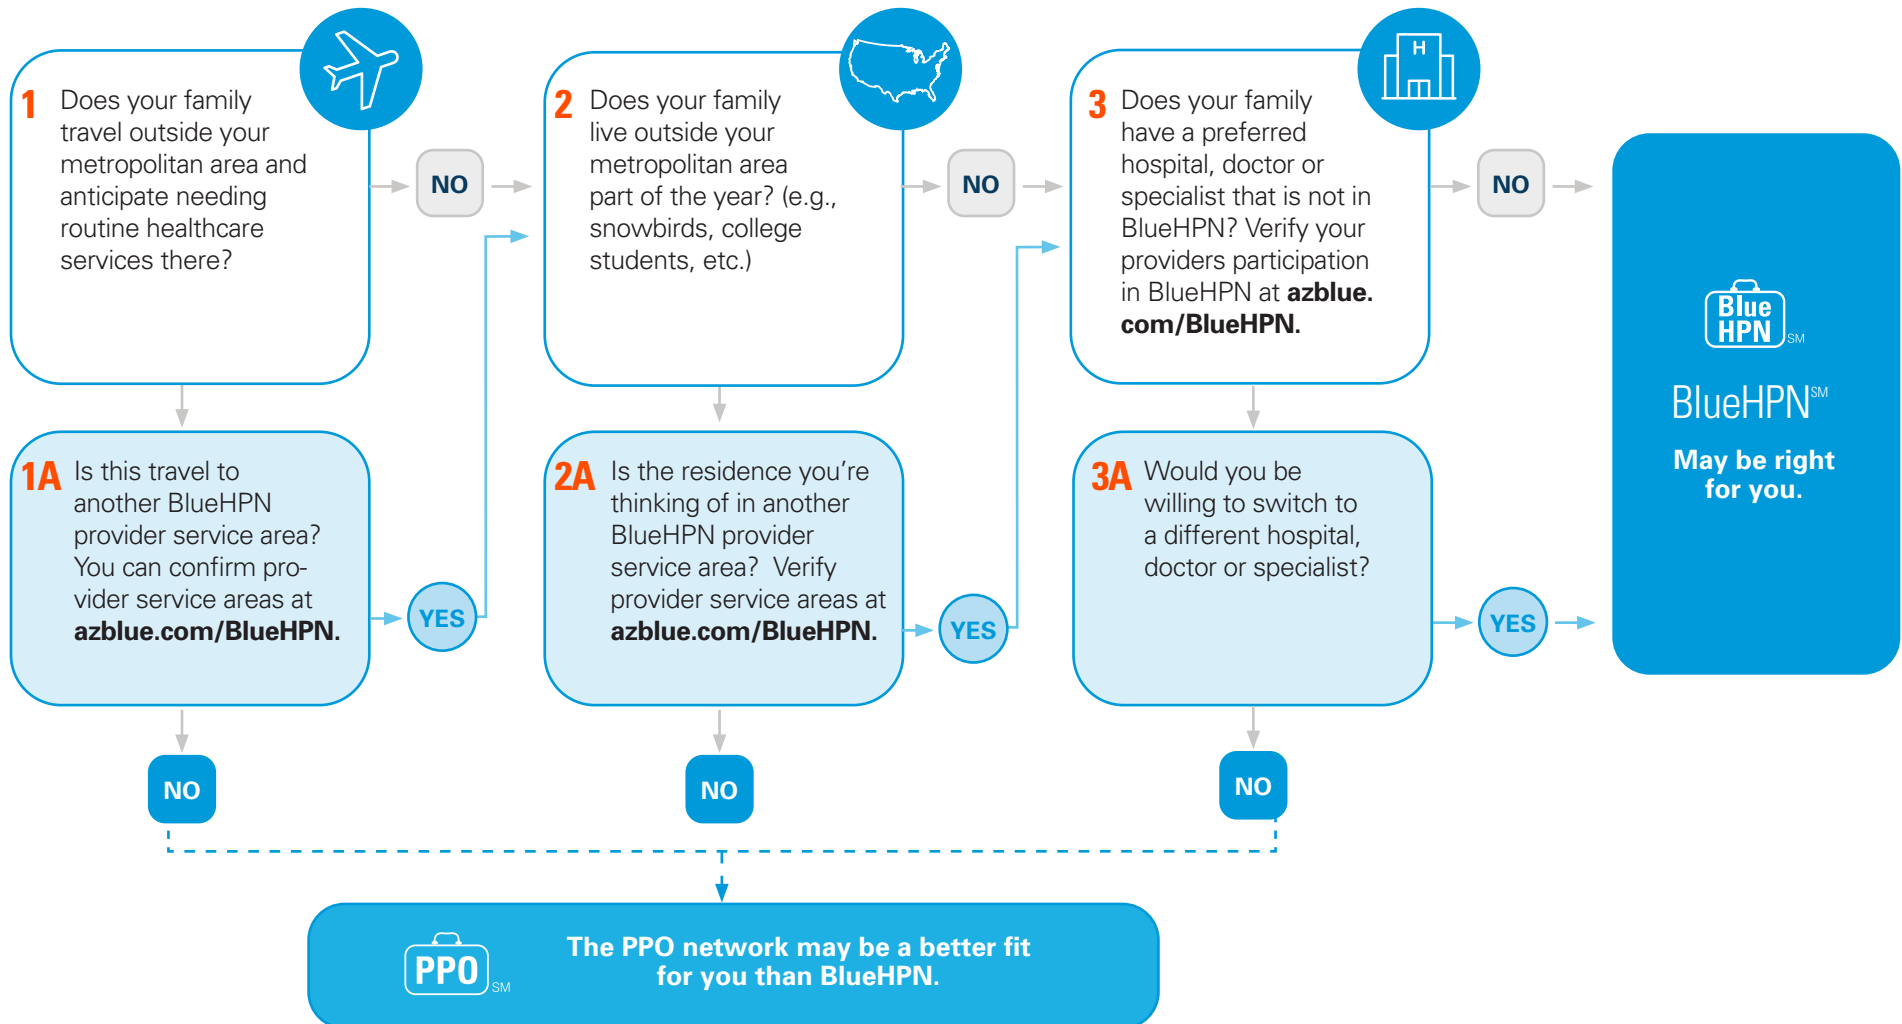 1 Does your family
travel outside your
metropolitan area and
anticipate needing
routine healthcare
services there?
NO
2 Does your family
live outside your
metropolitan area
part of the year? (e.g.,
snowbirds, college
students, etc.)
NO
H
3 Does your family
have a preferred
hospital, doctor or
specialist that is not in
BlueHPN? Verify your
providers participation
in BlueHPN at azblue.
com/BlueHPN.
NO
1A Is this travel to
another BlueHPN
provider service area?
You can confirm pro-
vider service areas at
azblue.com/BlueHPN.
YES
NO
2A Is the residence you're
thinking of in another
BlueHPN provider
service area?  Verify
provider service areas at
azblue.com/BlueHPN.
YES
NO
3A Would you be
willing to switch to
a different hospital,
doctor or specialist?
YES
NO
Blue
HPN SM
BlueHPN℠
May be right
for you.
PPO SM
The PPO network may be a better fit
for you than BlueHPN.